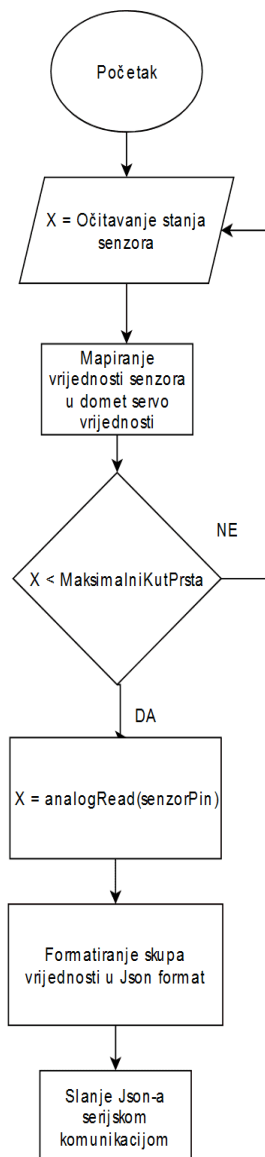 Početak
X = Očitavanje stanja
senzora
Mapiranje
vrijednosti senzora
u domet servo
vrijednosti
NE
X < MaksimalniKutPrsta
DA
X = analogRead(senzorPin)
Formatiranje skupa
vrijednosti u Json format
Slanje Json-a
serijskom
komunikacijom